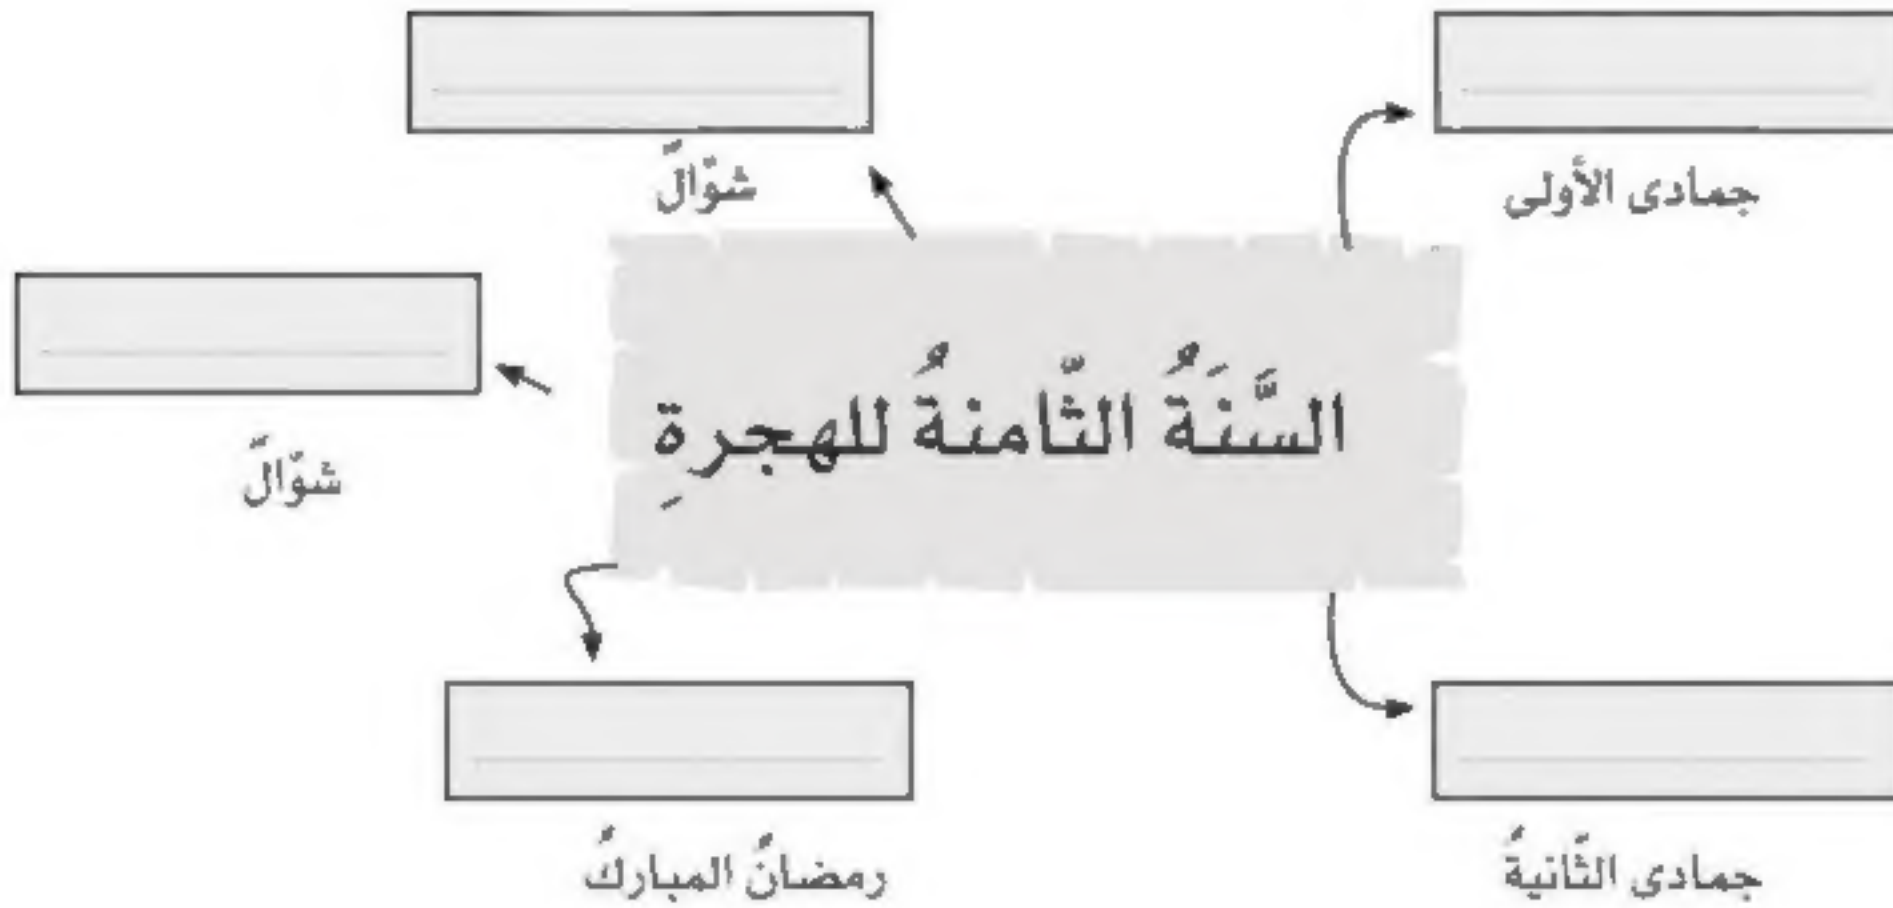 شوّالٌ
جمادى الأولى
السَّنَةُ الثّامنةُ للهجرةِ
شوّالٌ
رمضانُ المباركُ
جمادى الثّانيةُ